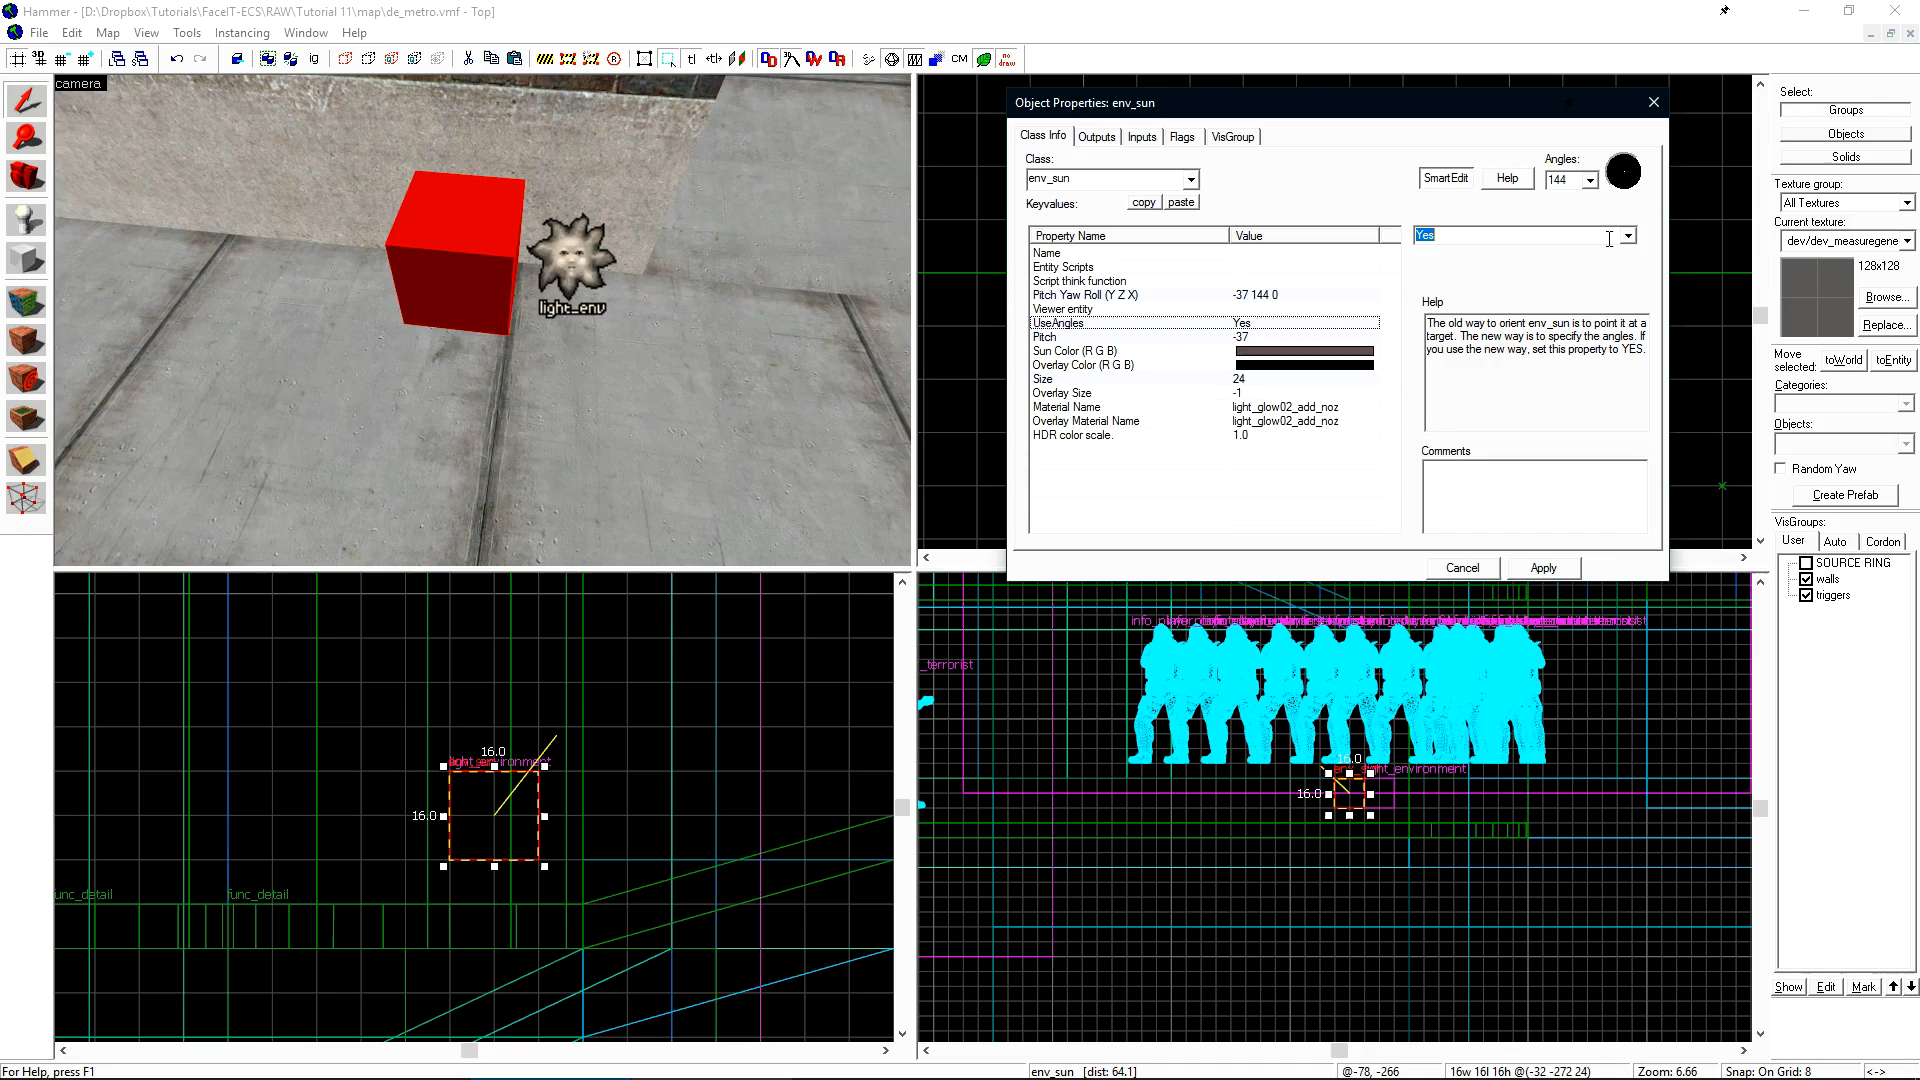 Hammer - [D:\Dropbox\Tutorials\FaceIT-ECS\RAW\Tutorial 11\map\de_metro.vmf - Top]
File Edit Map View Tools Instancing Window Help
camera
light_env
Object Properties: env_sun
Class Info Outputs Inputs Flags VisGroup
Class:
env_sun
SmartEdit Help
Angles:
144
Keyvalues: copy paste
Property Name Value
Name
Entity Scripts
Script think function
Pitch Yaw Roll (Y Z X) -37 144 0
Viewer entity
UseAngles Yes
Pitch -37
Sun Color (R G B)
Overlay Color (R G B)
Size 24
Overlay Size -1
Material Name light_glow02_add_noz
Overlay Material Name light_glow02_add_noz
HDR color scale. 1.0
Yes
Help
The old way to orient env_sun is to point it at a
target. The new way is to specify the angles. If
you use the new way, set this property to YES.
Comments
Cancel Apply
Select:
Groups
Objects
Solids
Texture group:
All Textures
Current texture:
dev/dev_measuregene
128x128
Browse...
Replace...
Move
selected: toWorld toEntity
Categories:
Objects:
Random Yaw
Create Prefab
VisGroups:
User Auto Cordon
SOURCE RING
walls
triggers
Show Edit Mark
16.0
16.0
func_detail
func_detail
_terrorist
16.0
light_environment
16.0
For Help, press F1
env_sun [dist: 64.1]
@-78, -266
16w 16l 16h @(-32 -272 24)
Zoom: 6.66
Snap: On Grid: 8
<->